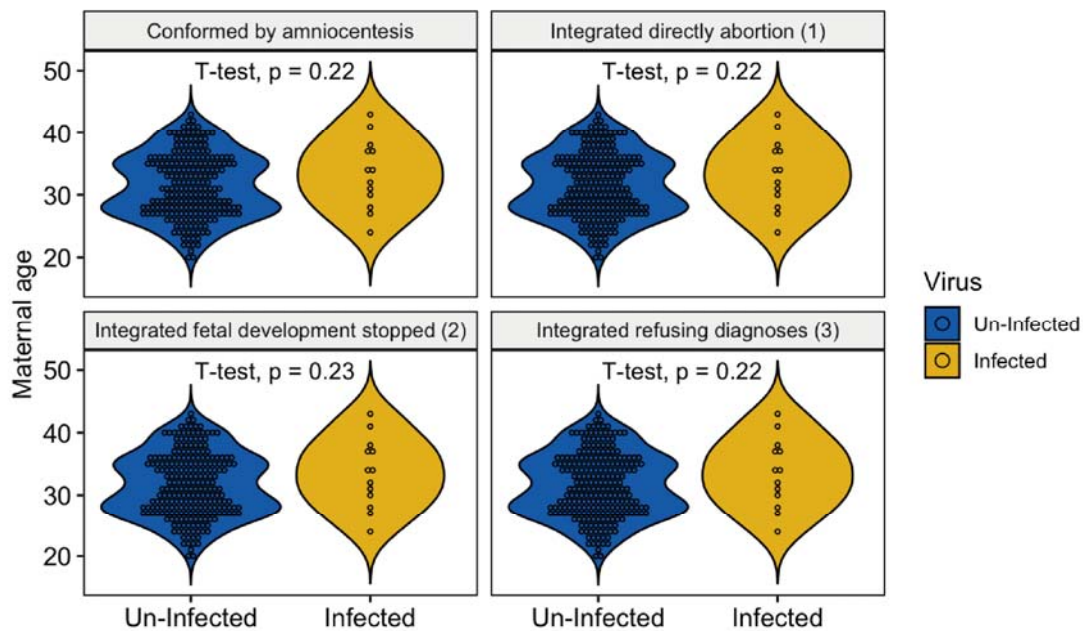 Conformed by amniocentesis
Integrated directly abortion (1)
T-test, p = 0.22
T-test, p = 0.22
50
40
30
20
Integrated fetal development stopped (2)
Integrated refusing diagnoses (3)
T-test, p = 0.23
T-test, p = 0.22
50
40
30
20
Maternal age
Un-Infected
Infected
Un-Infected
Infected
Virus
Un-Infected
Infected